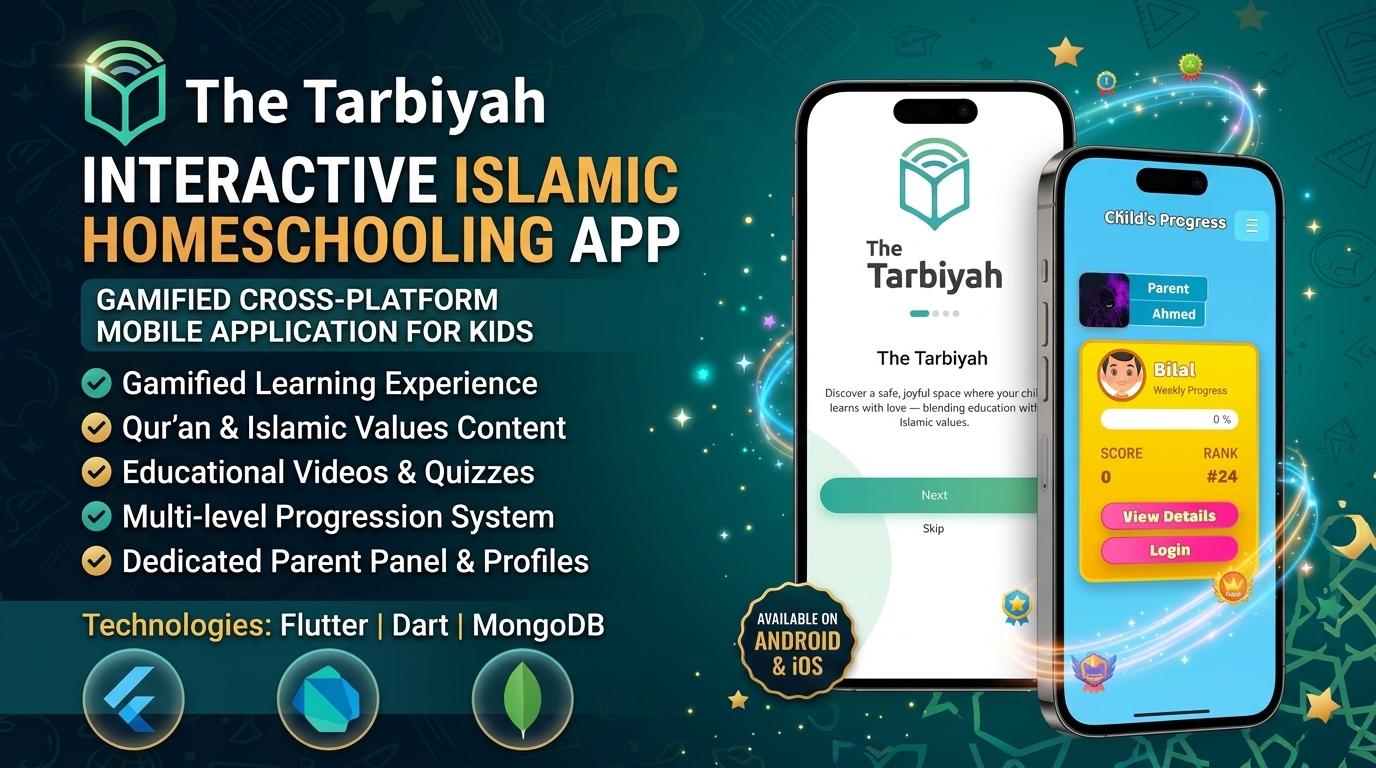 The Tarbiyah
INTERACTIVE ISLAMIC
HOMESCHOOLING APP
GAMIFIED CROSS-PLATFORM
MOBILE APPLICATION FOR KIDS
Gamified Learning Experience
Qur’an & Islamic Values Content
Educational Videos & Quizzes
Multi-level Progression System
Dedicated Parent Panel & Profiles
Technologies: Flutter | Dart | MongoDB
AVAILABLE ON
ANDROID
& iOS
The
Tarbiyah
The Tarbiyah
Discover a safe, joyful space where your chil
learns with love — blending education with
Islamic values.
Next
Skip
Child's Progress
Parent
Ahmed
Bilal
Weekly Progress
0 %
SCORE
RANK
0
#24
View Details
Login
1